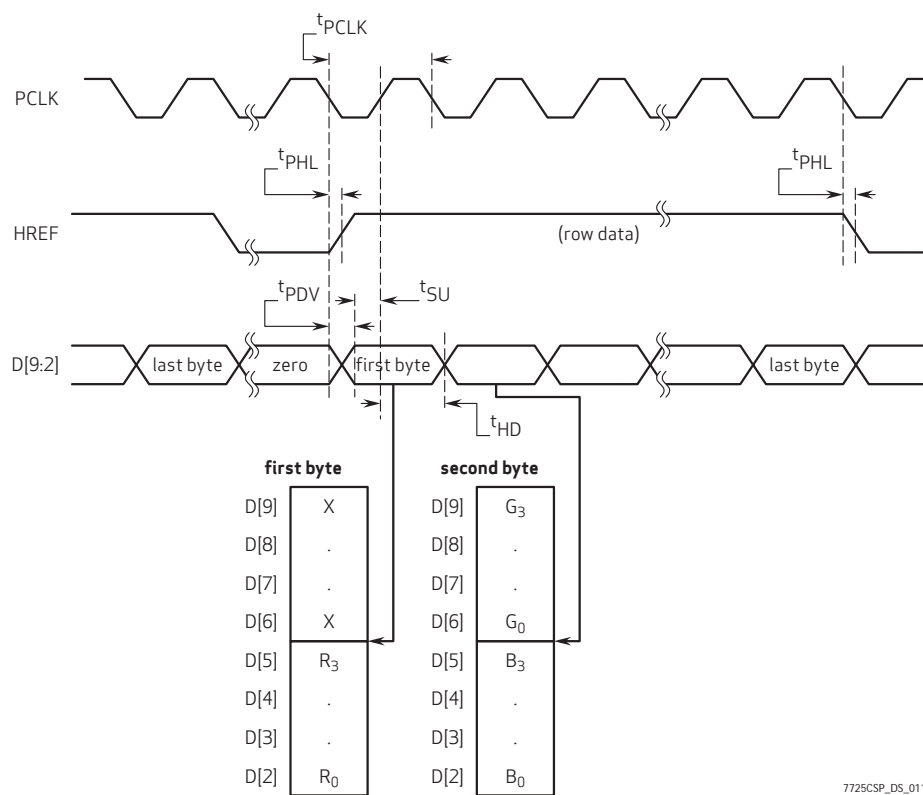 tPCLK
PCLK
tPHL
tPHL
HREF
(row data)
tPDV
tSU
D[9:2]
last byte
zero
first byte
last byte
tHD
first byte
second byte
D[9] X
D[9] G3
D[8] .
D[8] .
D[7] .
D[7] .
D[6] X
D[6] G0
D[5] R3
D[5] B3
D[4] .
D[4] .
D[3] .
D[3] .
D[2] R0
D[2] B0